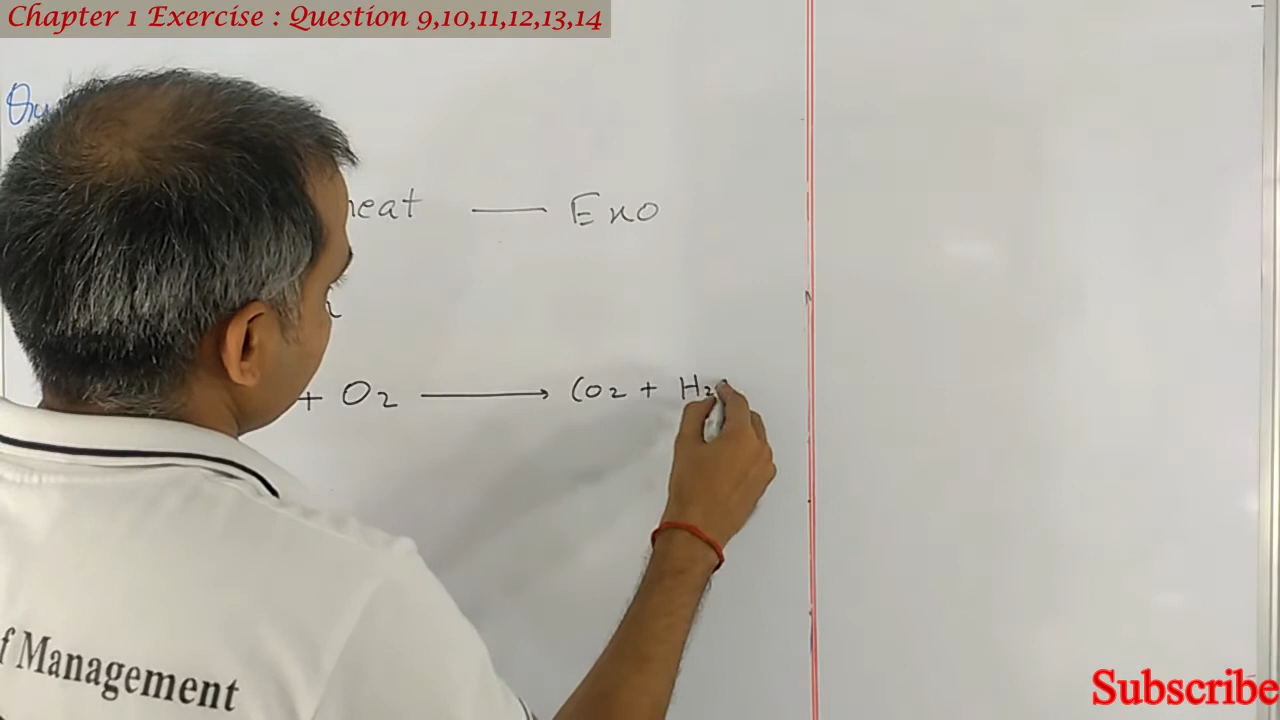 Chapter 1 Exercise : Question 9,10,11,12,13,14
heat — Exo
+ O2 → CO2 + H2
f Management
Subscribe